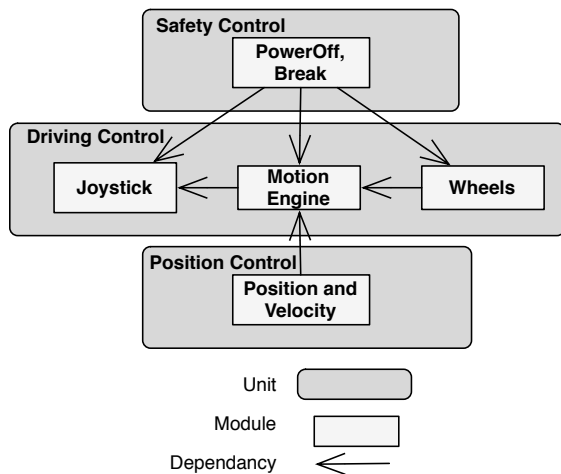 Safety Control
PowerOff,
Break
Driving Control
Joystick
Motion
Engine
Wheels
Position Control
Position and
Velocity
Unit
Module
Dependancy